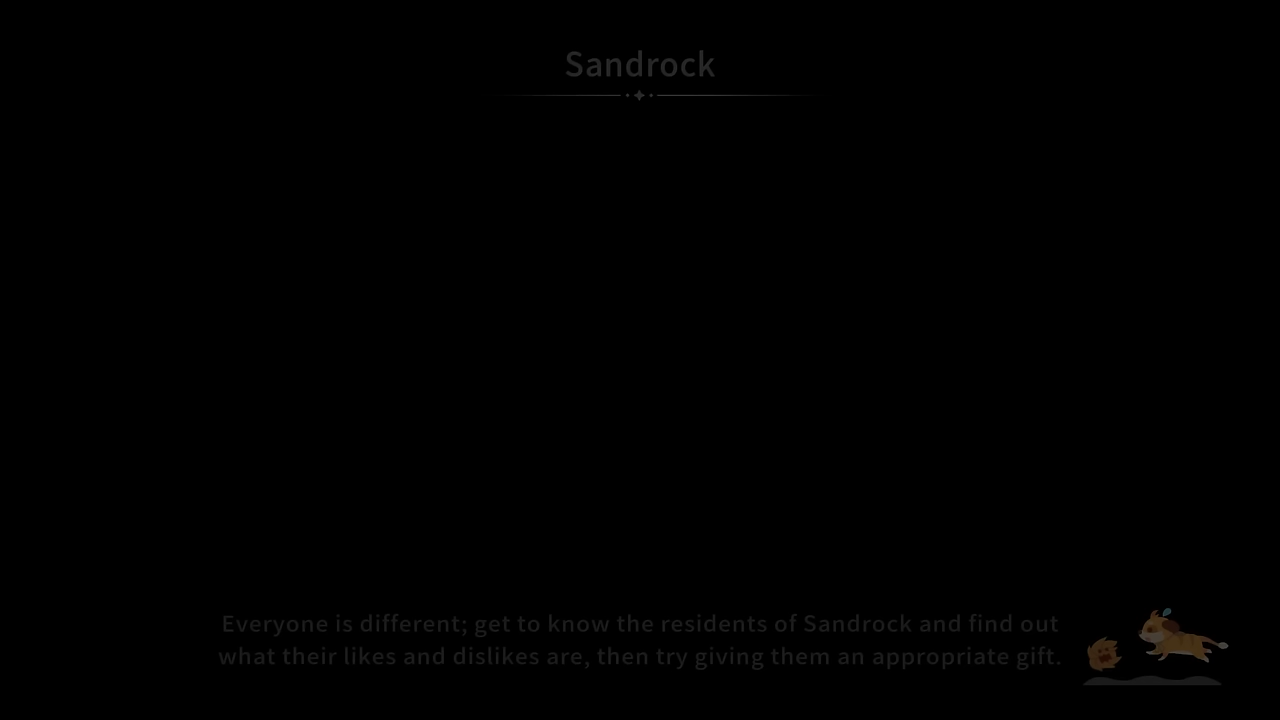 Sandrock
Everyone is different; get to know the residents of Sandrock and find out
what their likes and dislikes are, then try giving them an appropriate gift.